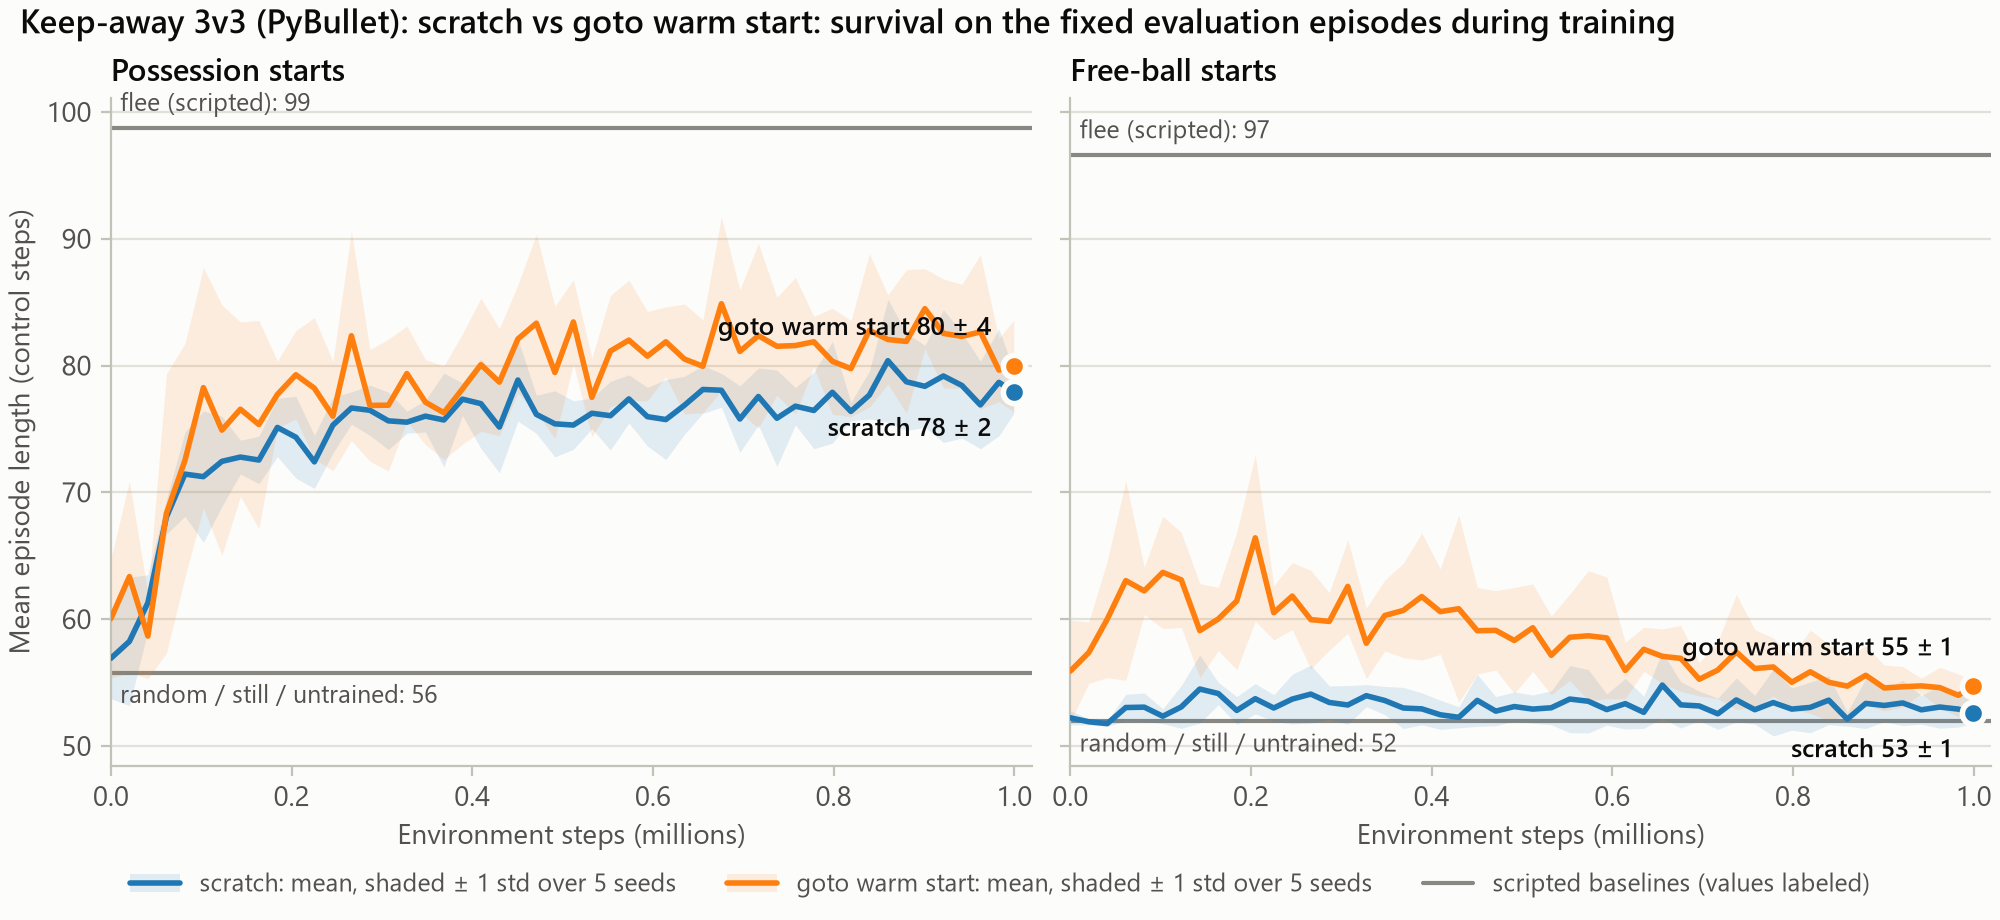 Keep-away 3v3 (PyBullet): scratch vs goto warm start: survival on the fixed evaluation episodes during training
Possession starts
Free-ball starts
Mean episode length (control steps)
100
90
80
70
60
50
flee (scripted): 99
goto warm start 80 ± 4
scratch 78 ± 2
random / still / untrained: 56
0.0
0.2
0.4
0.6
0.8
1.0
Environment steps (millions)
flee (scripted): 97
goto warm start 55 ± 1
random / still / untrained: 52
scratch 53 ± 1
0.0
0.2
0.4
0.6
0.8
1.0
Environment steps (millions)
scratch: mean, shaded ± 1 std over 5 seeds
goto warm start: mean, shaded ± 1 std over 5 seeds
scripted baselines (values labeled)